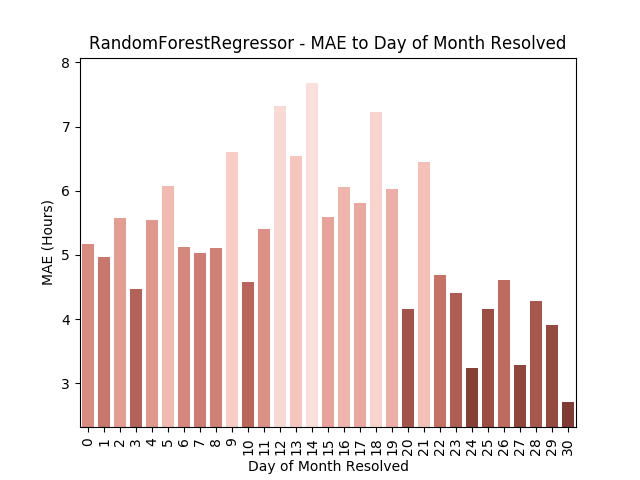 RandomForestRegressor - MAE to Day of Month Resolved
8
7
6
5
4
3
MAE (Hours)
0 1 2 3 4 5 6 7 8 9 10 11 12 13 14 15 16 17 18 19 20 21 22 23 24 25 26 27 28 29 30
Day of Month Resolved